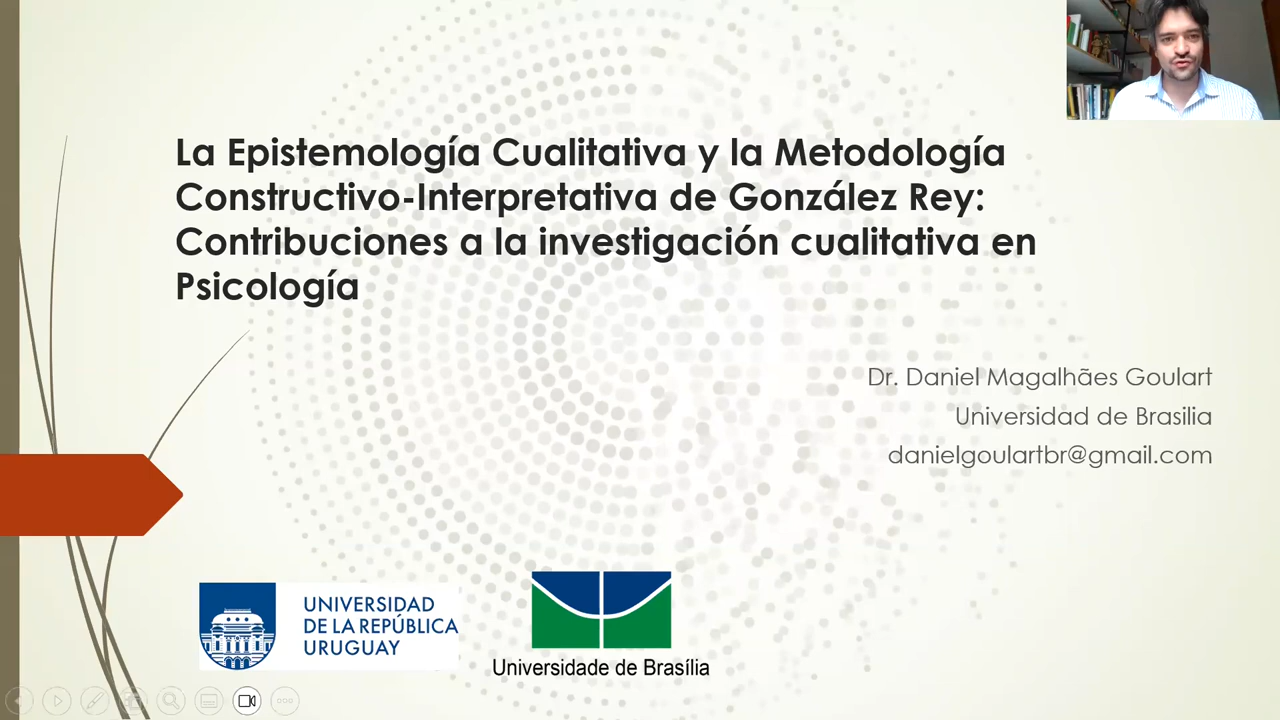 La Epistemología Cualitativa y la Metodología
Constructivo-Interpretativa de González Rey:
Contribuciones a la investigación cualitativa en
Psicología
Dr. Daniel Magalhães Goulart
Universidad de Brasilia
danielgoulartbr@gmail.com
UNIVERSIDAD
DE LA REPÚBLICA
URUGUAY
Universidade de Brasília